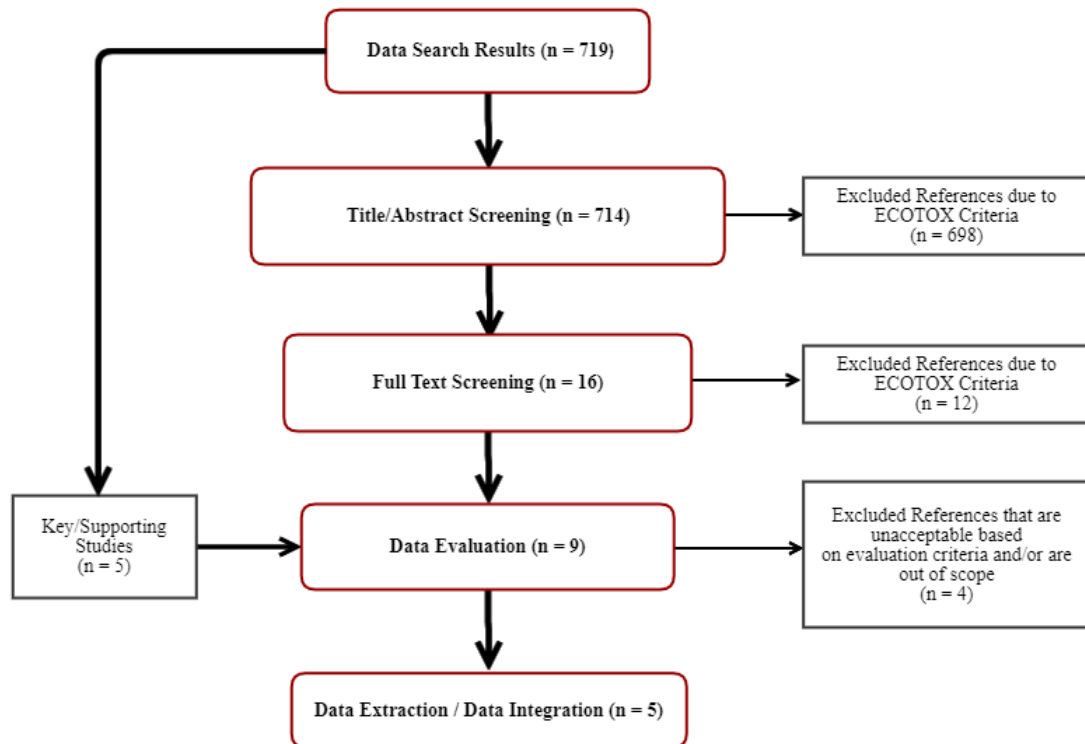 Data Search Results (n = 719)
Title/Abstract Screening (n = 714)
Excluded References due to
ECOTOX Criteria
(n = 698)
Full Text Screening (n = 16)
Excluded References due to
ECOTOX Criteria
(n = 12)
Key/Supporting
Studies
(n = 5)
Data Evaluation (n = 9)
Excluded References that are
unacceptable based
on evaluation criteria and/or are
out of scope
(n = 4)
Data Extraction / Data Integration (n = 5)